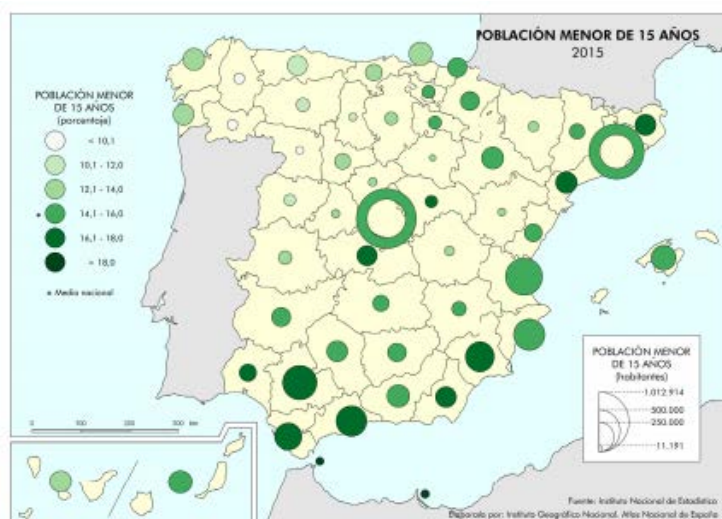 POBLACIÓN MENOR DE 15 AÑOS
2015
POBLACIÓN MENOR
DE 15 AÑOS
(porcentaje)
< 10,1
10,1 - 12,0
12,1 - 14,0
14,1 - 16,0
16,1 - 18,0
> 18,0
Media nacional
POBLACIÓN MENOR
DE 15 AÑOS
(habitantes)
1.012.914
500.000
250.000
11.191
0 100 200 300 km
Fuente: Instituto Nacional de Estadística
Elaborado por: Instituto Geográfico Nacional. Atlas Nacional de España